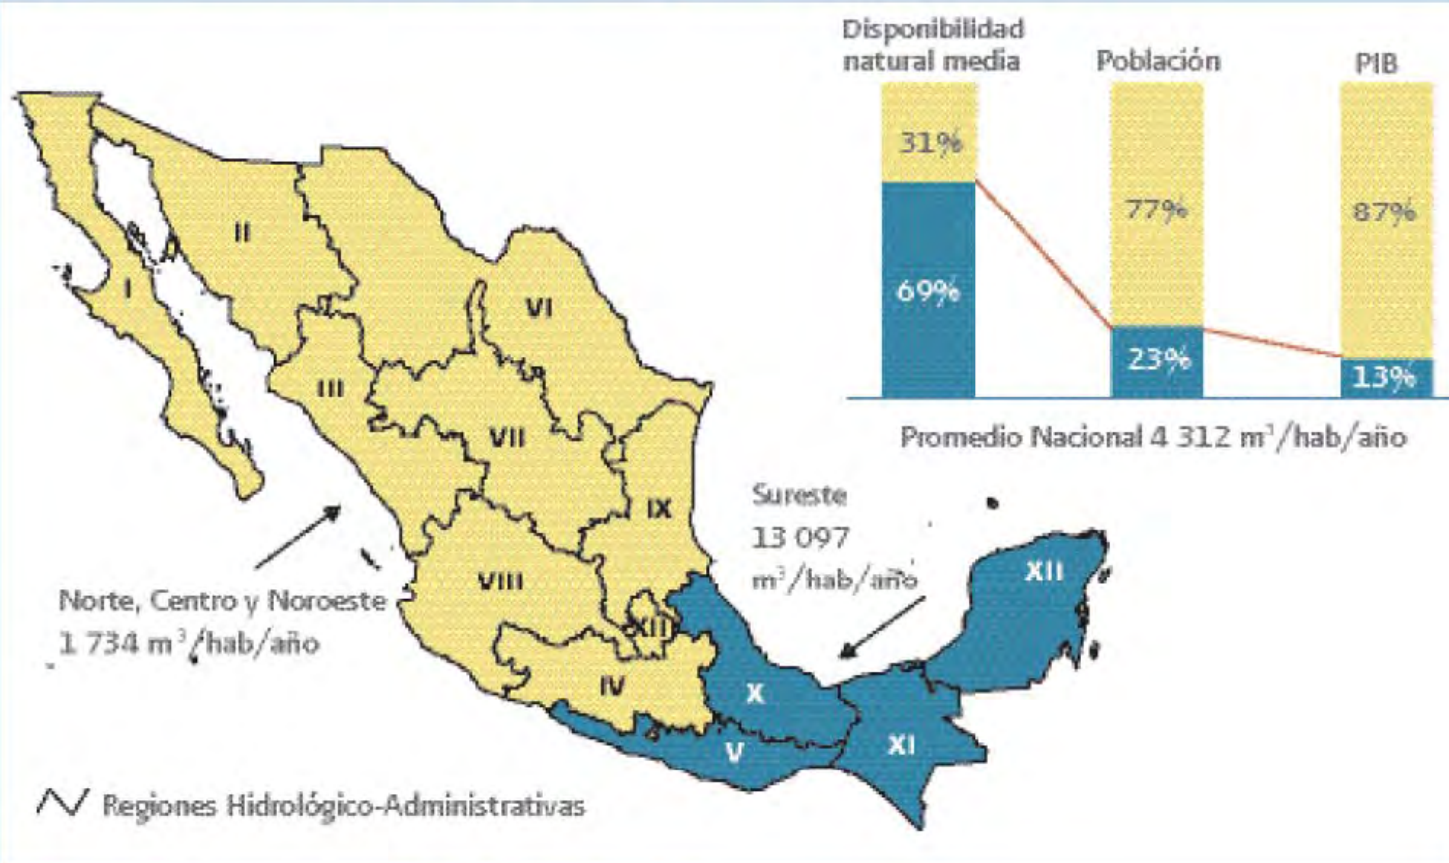 Disponibilidad
natural media
Población
PIB
31%
77%
87%
69%
23%
13%
Promedio Nacional 4 312 m³/hab/año
Sureste
13 097
m³/hab/año
Norte, Centro y Noroeste
1 734 m³/hab/año
I
II
III
VI
VII
IX
VIII
IV
X
V
XI
XII
Regiones Hidrológico-Administrativas